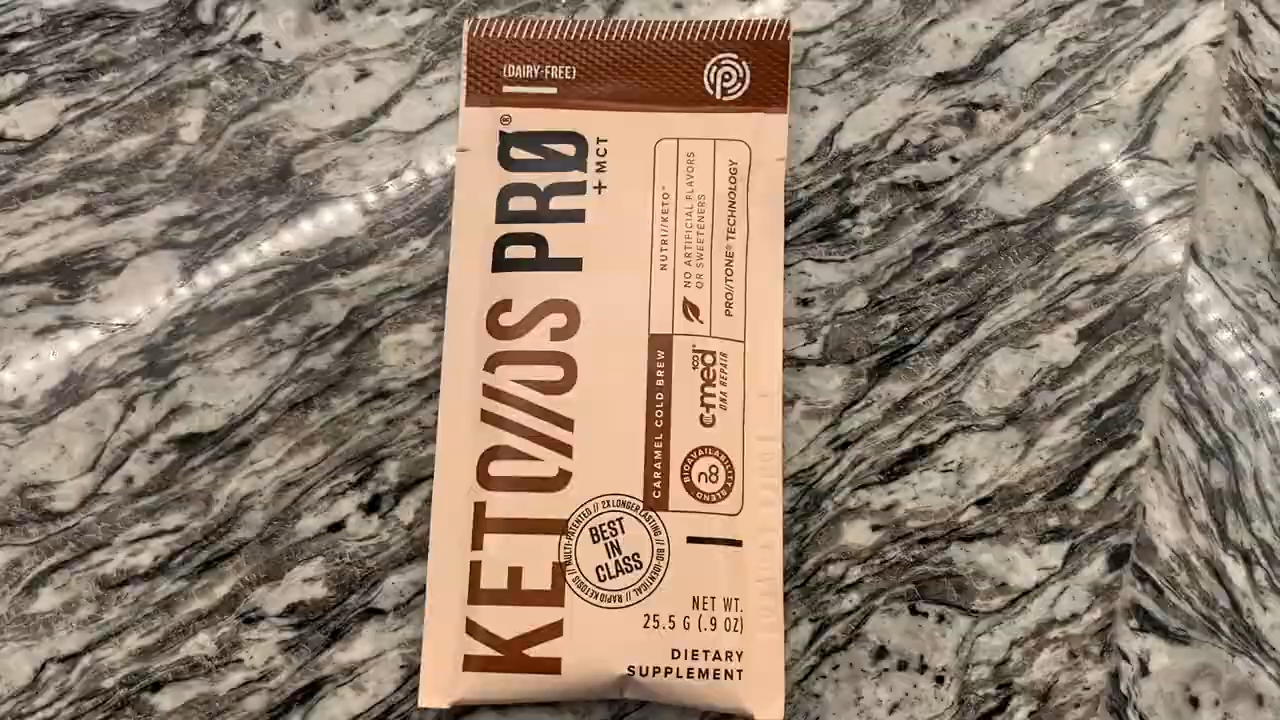 (DAIRY-FREE)
KETO//OS PRØ®
+ MCT
NUTRI//KETO™
NO ARTIFICIAL FLAVORS
OR SWEETENERS
PRO//TONE® TECHNOLOGY
CARAMEL COLD BREW
c-med 100®
DNA REPAIR
BIOAVAILABILITY BLEND
MULTI-PATENTED // 2X LONGER LASTING // BIO-IDENTICAL // RAPID KETOSIS //
BEST
IN
CLASS
NET WT.
25.5 G (.9 OZ)
DIETARY
SUPPLEMENT